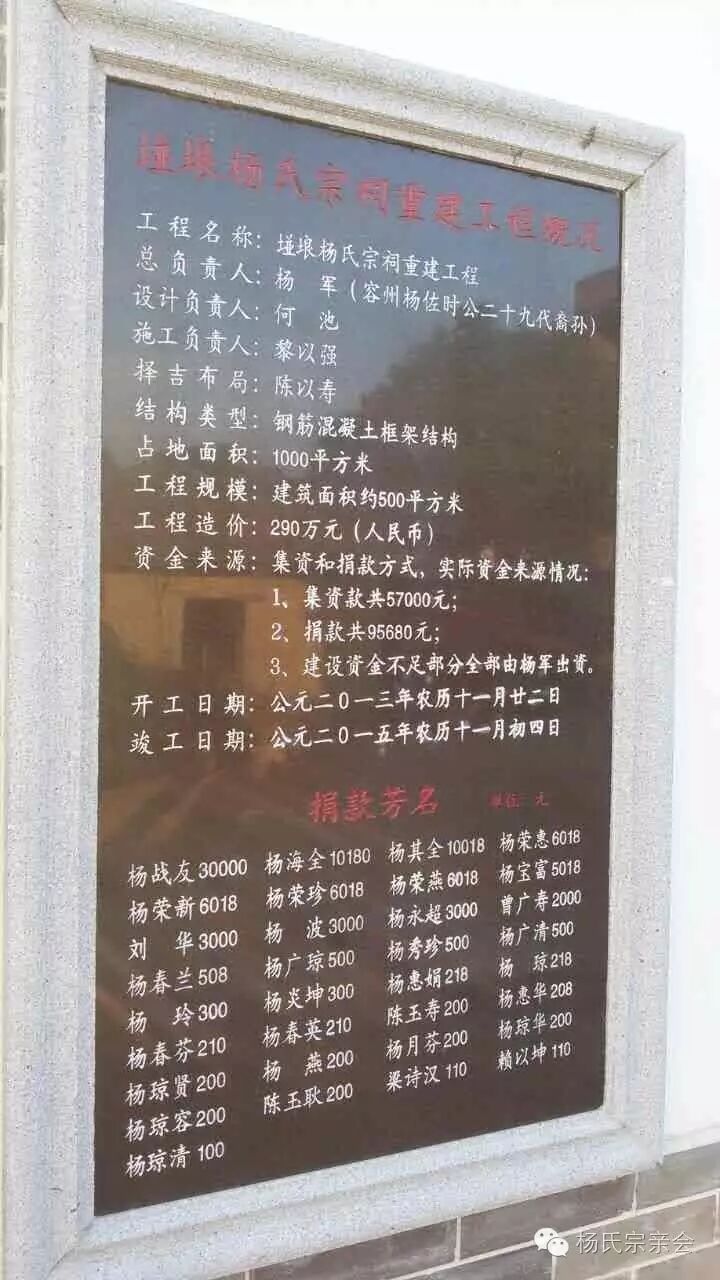 埲埌杨氏宗祠重建工程概况
工程名称：埲埌杨氏宗祠重建工程
总负责人：杨 军（容州杨佐时公二十九代裔孙）
设计负责人：何 池
施工负责人：黎以强
择吉布局：陈以寿
结构类型：钢筋混凝土框架结构
占地面积：1000平方米
工程规模：建筑面积约500平方米
工程造价：290万元（人民币）
资金来源：集资和捐款方式，实际资金来源情况：
1、集资款共57000元；
2、捐款共95680元；
3、建设资金不足部分全部由杨军出资。
开工日期：公元二0一三年农历十一月廿二日
竣工日期：公元二0一五年农历十一月初四日
捐款芳名 单位：元
杨战友30000 杨海全10180 杨其全10018 杨荣惠6018
杨荣新6018 杨荣珍6018 杨荣燕6018 杨宝富5018
刘 华3000 杨 波3000 杨永超3000 曾广寿2000
杨春兰508 杨广琼500 杨秀珍500 杨广清500
杨 玲300 杨炎坤300 杨惠娟218 杨 琼218
杨春芬210 杨春英210 陈玉寿200 杨惠华208
杨琼贤200 杨 燕200 杨月芬200 杨琼华200
杨琼容200 陈玉耿200 梁诗汉110 赖以坤110
杨琼清100
杨氏宗亲会